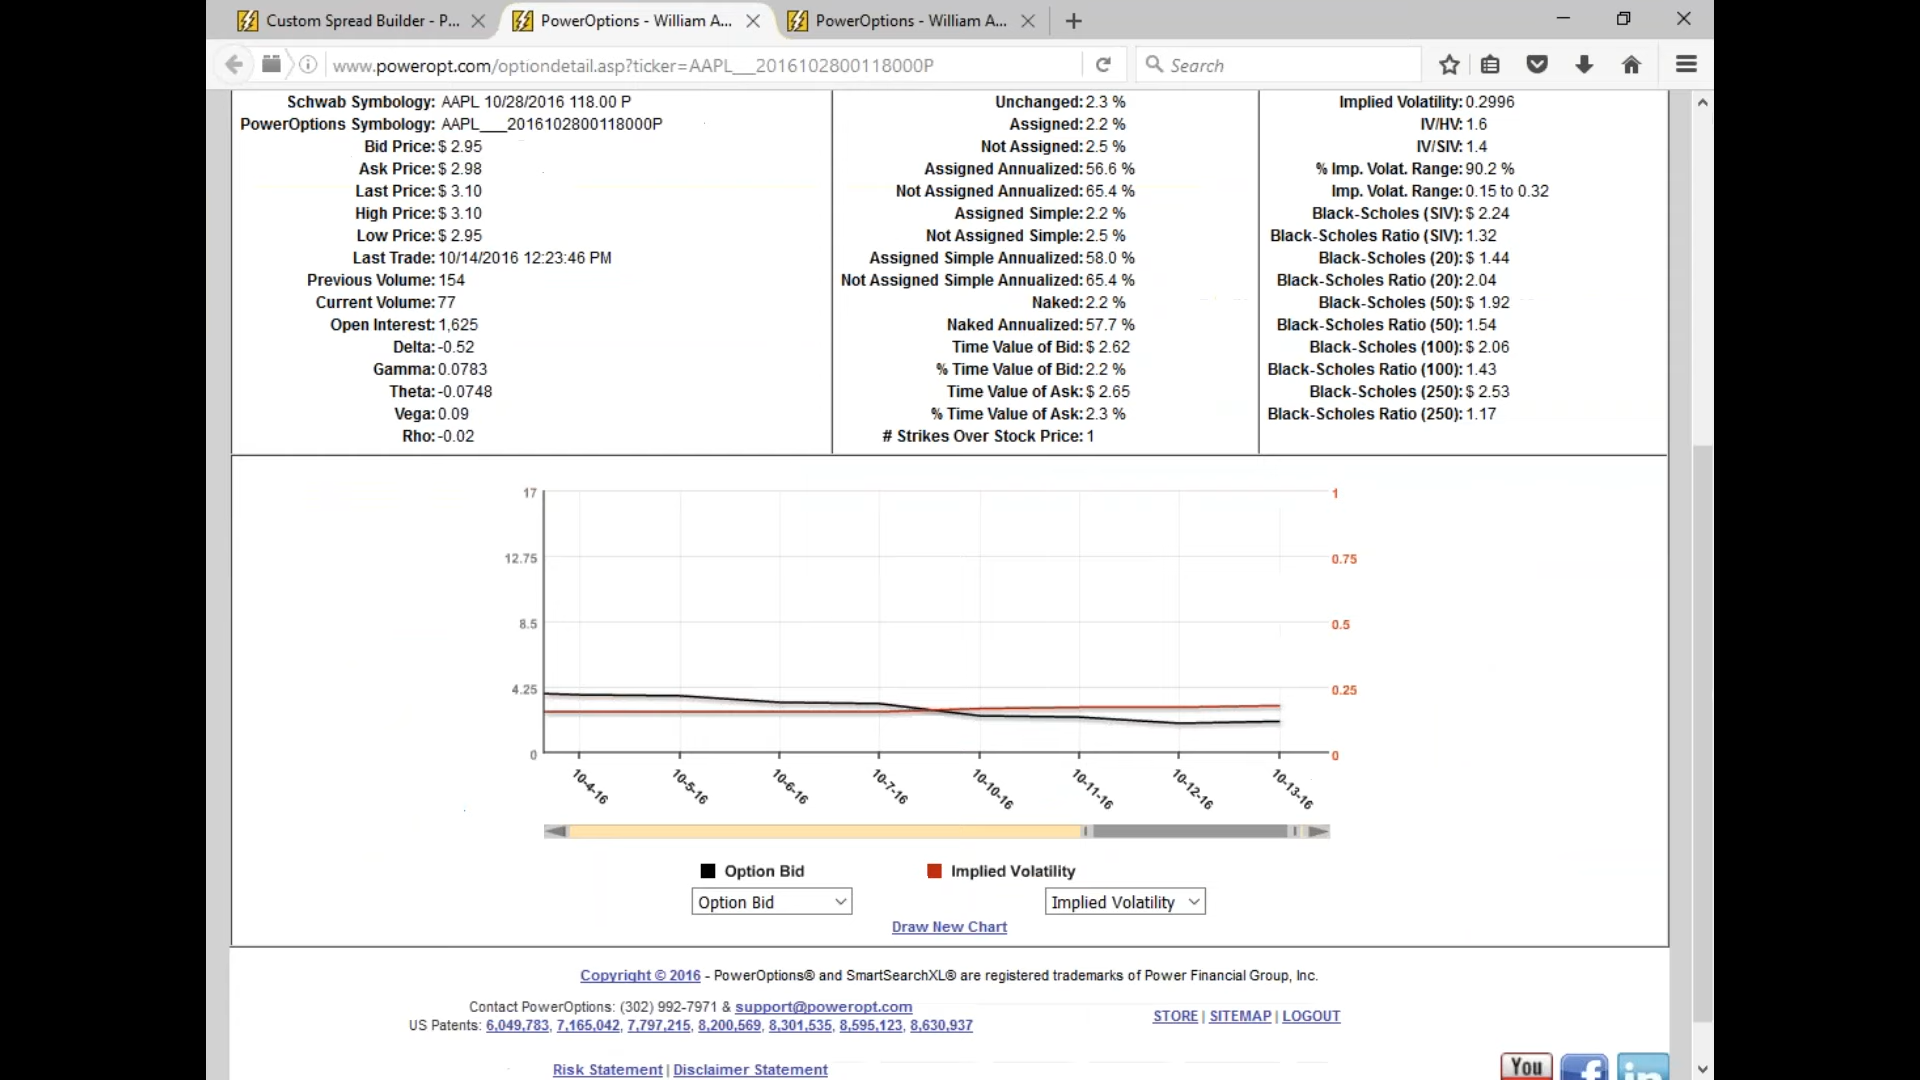 Custom Spread Builder - P...
PowerOptions - William A...
PowerOptions - William A...
www.poweropt.com/optiondetail.asp?ticker=AAPL___2016102800118000P
Search
Schwab Symbology: AAPL 10/28/2016 118.00 P
PowerOptions Symbology: AAPL___2016102800118000P
Bid Price: $ 2.95
Ask Price: $ 2.98
Last Price: $ 3.10
High Price: $ 3.10
Low Price: $ 2.95
Last Trade: 10/14/2016 12:23:46 PM
Previous Volume: 154
Current Volume: 77
Open Interest: 1,625
Delta: -0.52
Gamma: 0.0783
Theta: -0.0748
Vega: 0.09
Rho: -0.02
Unchanged: 2.3 %
Assigned: 2.2 %
Not Assigned: 2.5 %
Assigned Annualized: 56.6 %
Not Assigned Annualized: 65.4 %
Assigned Simple: 2.2 %
Not Assigned Simple: 2.5 %
Assigned Simple Annualized: 58.0 %
Not Assigned Simple Annualized: 65.4 %
Naked: 2.2 %
Naked Annualized: 57.7 %
Time Value of Bid: $ 2.62
% Time Value of Bid: 2.2 %
Time Value of Ask: $ 2.65
% Time Value of Ask: 2.3 %
# Strikes Over Stock Price: 1
Implied Volatility: 0.2996
IV/HV: 1.6
IV/SIV: 1.4
% Imp. Volat. Range: 90.2 %
Imp. Volat. Range: 0.15 to 0.32
Black-Scholes (SIV): $ 2.24
Black-Scholes Ratio (SIV): 1.32
Black-Scholes (20): $ 1.44
Black-Scholes Ratio (20): 2.04
Black-Scholes (50): $ 1.92
Black-Scholes Ratio (50): 1.54
Black-Scholes (100): $ 2.06
Black-Scholes Ratio (100): 1.43
Black-Scholes (250): $ 2.53
Black-Scholes Ratio (250): 1.17
17
12.75
8.5
4.25
0
1
0.75
0.5
0.25
0
10-4-16
10-5-16
10-6-16
10-7-16
10-10-16
10-11-16
10-12-16
10-13-16
Option Bid
Implied Volatility
Option Bid
Implied Volatility
Draw New Chart
Copyright © 2016 - PowerOptions® and SmartSearchXL® are registered trademarks of Power Financial Group, Inc.
Contact PowerOptions: (302) 992-7971 & support@poweropt.com
US Patents: 6,049,783, 7,165,042, 7,797,215, 8,200,569, 8,301,535, 8,595,123, 8,630,937
STORE | SITEMAP | LOGOUT
Risk Statement | Disclaimer Statement
You
f
in